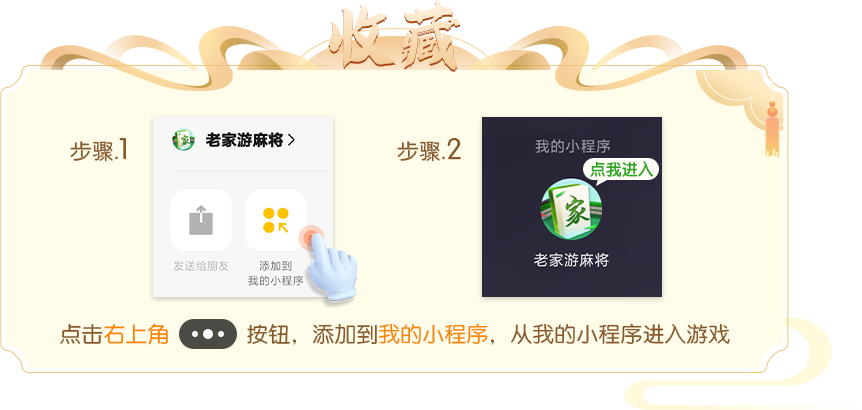 收藏
步骤.1
老家游麻将
发送给朋友
添加到
我的小程序
步骤.2
我的小程序
点我进入
家
老家游麻将
点击右上角 ••• 按钮，添加到我的小程序，从我的小程序进入游戏